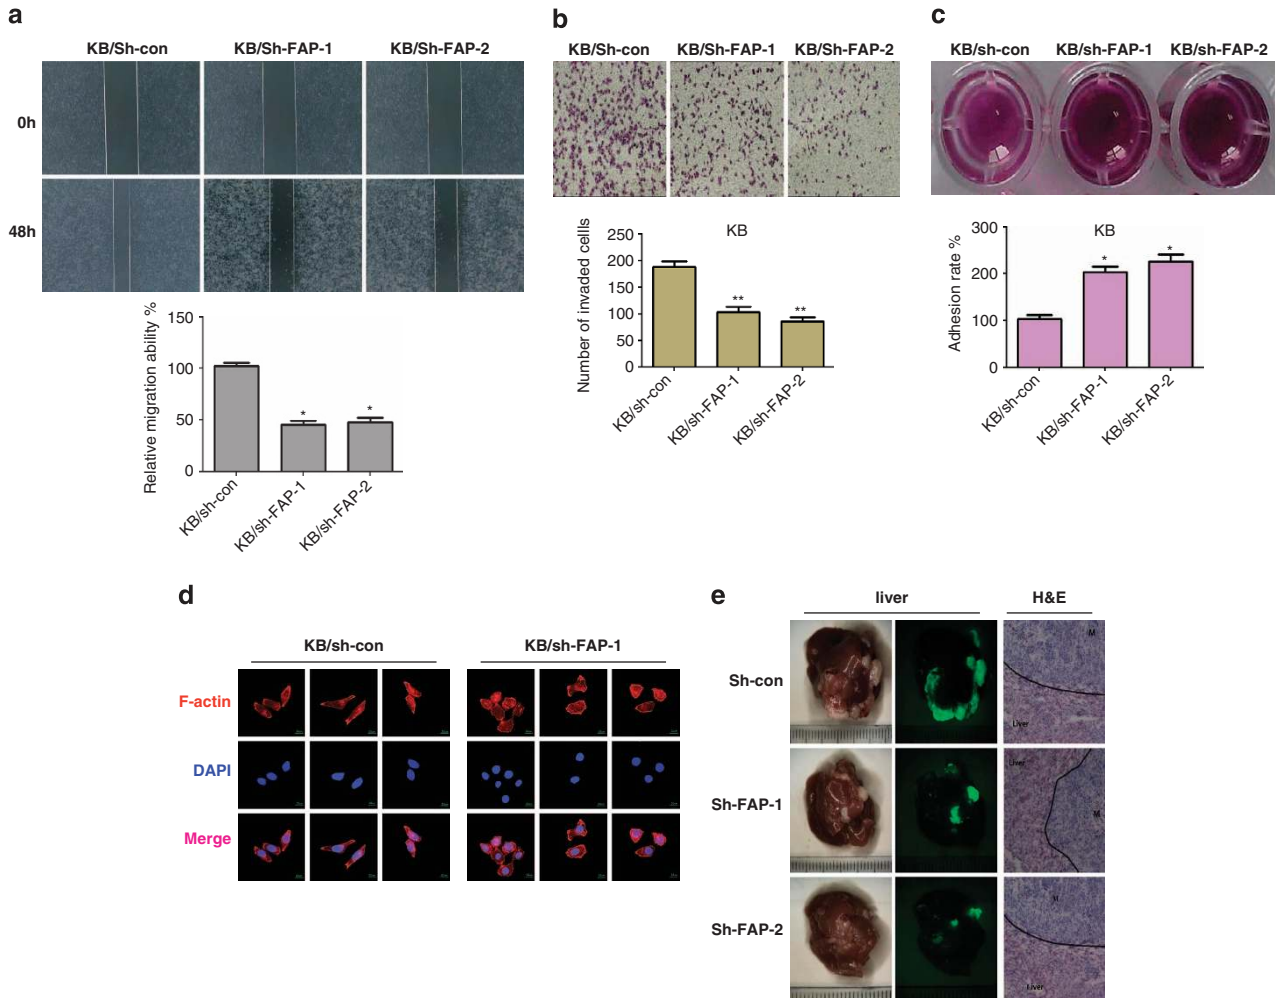 a
KB/Sh-con KB/Sh-FAP-1 KB/Sh-FAP-2
0h
48h
Relative migration ability %
150
100
50
0
*
*
KB/sh-con
KB/sh-FAP-1
KB/sh-FAP-2
b
KB/Sh-con KB/Sh-FAP-1 KB/Sh-FAP-2
KB
Number of invaded cellls
250
200
150
100
50
0
**
**
KB/sh-con
KB/sh-FAP-1
KB/sh-FAP-2
c
KB/sh-con KB/sh-FAP-1 KB/sh-FAP-2
KB
Adhesion rate %
300
200
100
0
*
*
KB/sh-con
KB/sh-FAP-1
KB/sh-FAP-2
d
KB/sh-con KB/sh-FAP-1
F-actin
DAPI
Merge
e
liver H&E
Sh-con
M
Liver
Sh-FAP-1
Liver
M
Sh-FAP-2
M
Liver